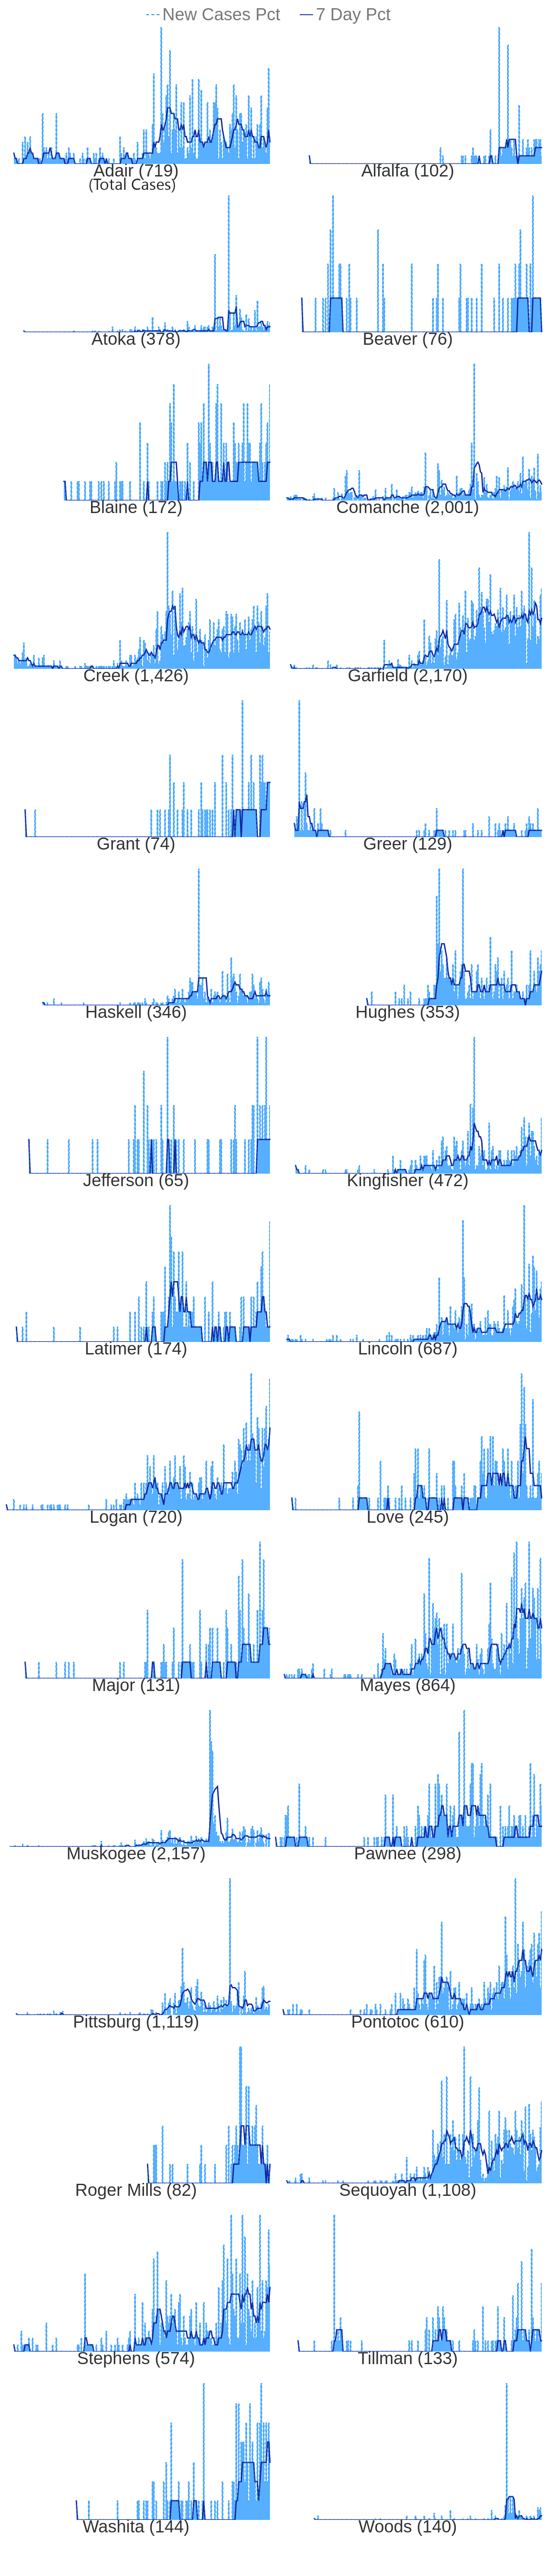 New Cases Pct 7 Day Pct
Adair (719) Alfalfa (102)
(Total Cases)
Atoka (378) Beaver (76)
Blaine (172) Comanche (2,001)
Creek (1,426) Garfield (2,170)
Grant (74) Greer (129)
Haskell (346) Hughes (353)
Jefferson (65) Kingfisher (472)
Latimer (174) Lincoln (687)
Logan (720) Love (245)
Major (131) Mayes (864)
Muskogee (2,157) Pawnee (298)
Pittsburg (1,119) Pontotoc (610)
Roger Mills (82) Sequoyah (1,108)
Stephens (574) Tillman (133)
Washita (144) Woods (140)